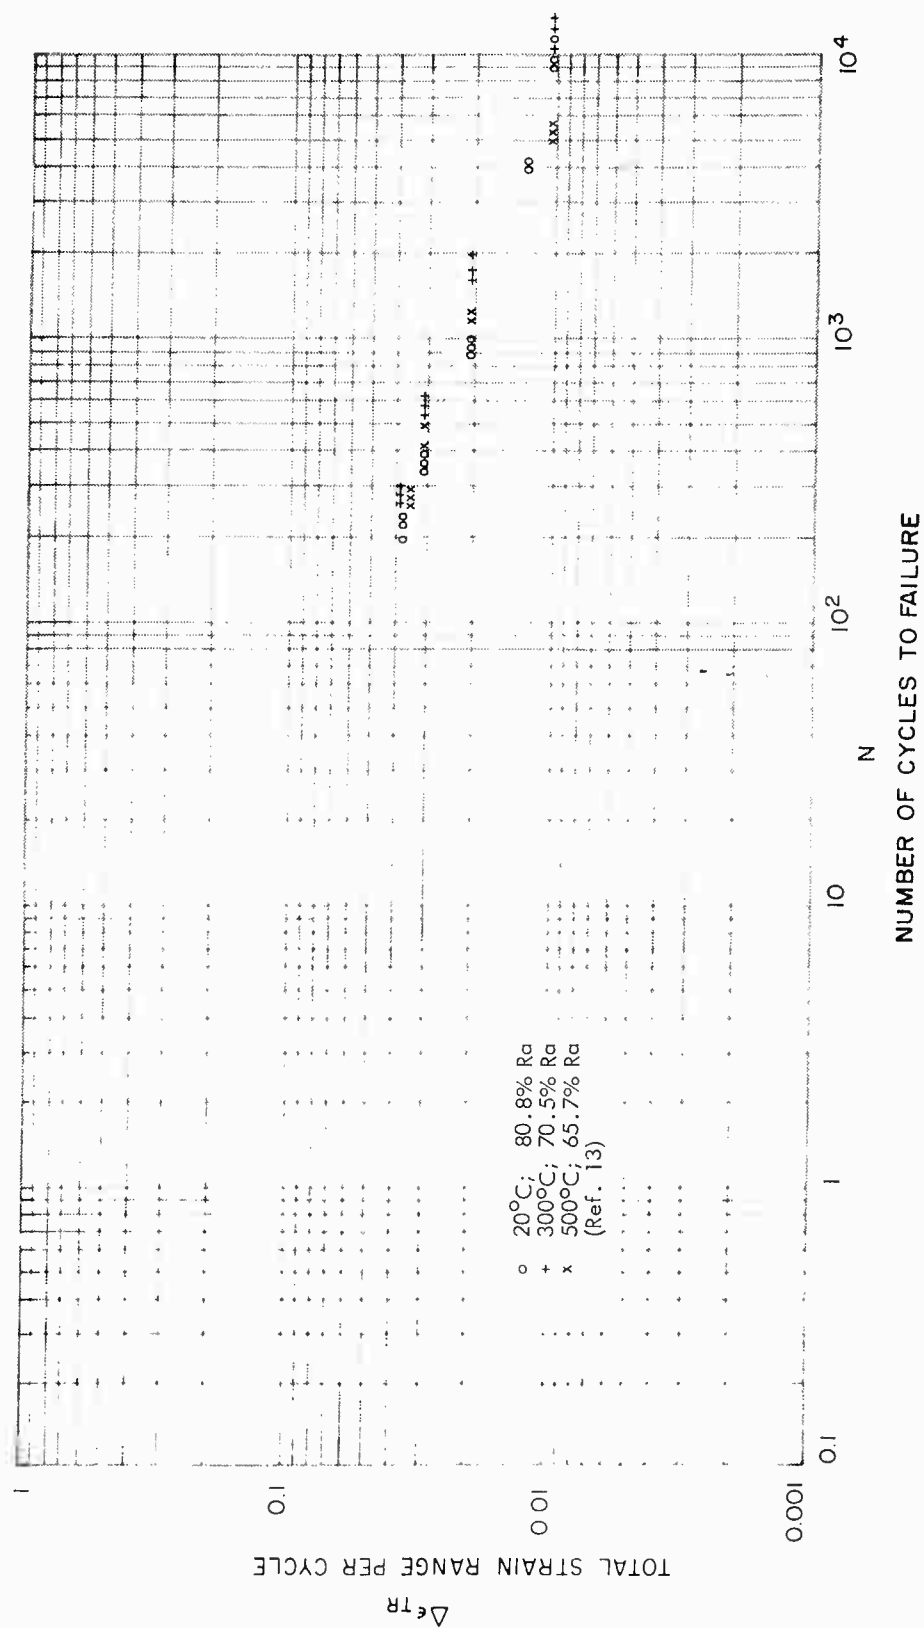 1
0.1
0 01
0.001
TOTAL STRAIN RANGE PER CYCLE
Δε TR
o 20°C; 80.8% Ra
+ 300°C; 70.5% Ra
x 500°C; 65.7% Ra
(Ref. 13)
0.1
1
10
10²
10³
10⁴
N
NUMBER OF CYCLES TO FAILURE